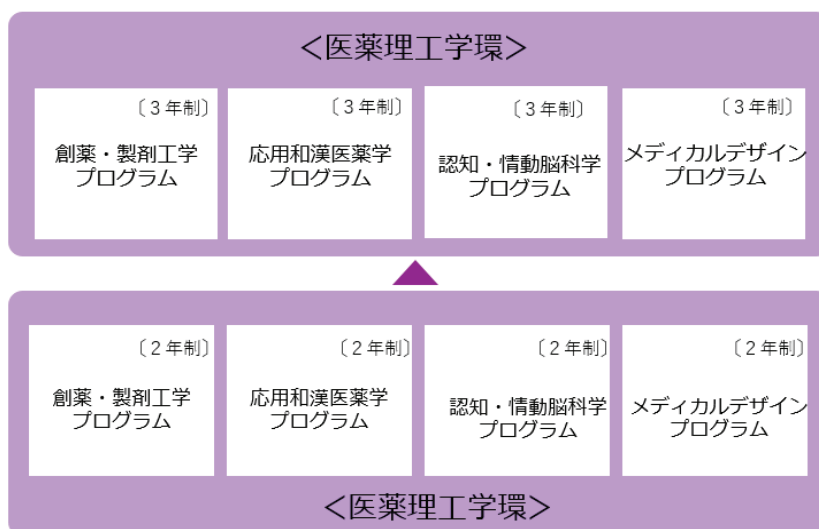 ＜医薬理工学環＞
〔３年制〕
創薬・製剤工学
プログラム
〔３年制〕
応用和漢医薬学
プログラム
〔３年制〕
認知・情動脳科学
プログラム
〔３年制〕
メディカルデザイン
プログラム
〔２年制〕
創薬・製剤工学
プログラム
〔２年制〕
応用和漢医薬学
プログラム
〔２年制〕
認知・情動脳科学
プログラム
〔２年制〕
メディカルデザイン
プログラム
＜医薬理工学環＞